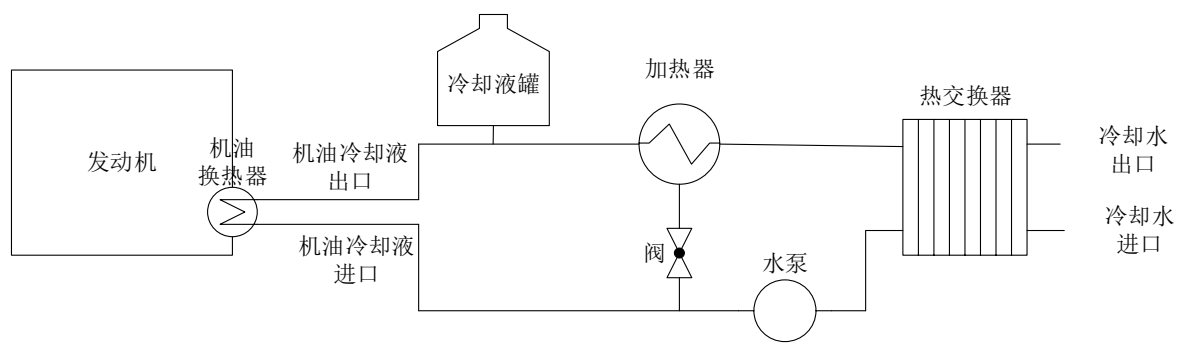 冷却液罐
加热器
热交换器
发动机
机油
换热器
机油冷却液
出口
冷却水
出口
机油冷却液
进口
阀
水泵
冷却水
进口